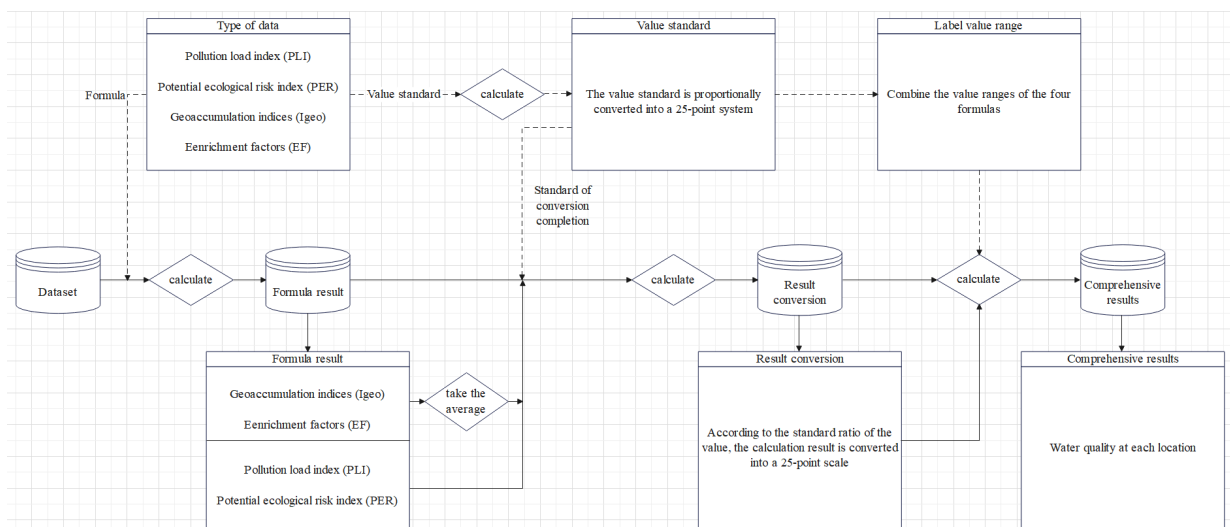 Type of data
Pollution load index (PLI)
Potential ecological risk index (PER)
Geoaccumulation indices (Igeo)
Eenrichment factors (EF)
Formula
Value standard
calculate
Value standard
The value standard is proportionally
converted into a 25-point system
Label value range
Combine the value ranges of the four
formulas
Standard of
conversion
completion
Dataset
calculate
Formula result
calculate
Result
conversion
calculate
Comprehensive
results
Formula result
Geoaccumulation indices (Igeo)
Eenrichment factors (EF)
Pollution load index (PLI)
Potential ecological risk index (PER)
take the
average
Result conversion
According to the standard ratio of the
value, the calculation result is converted
into a 25-point scale
Comprehensive results
Water quality at each location